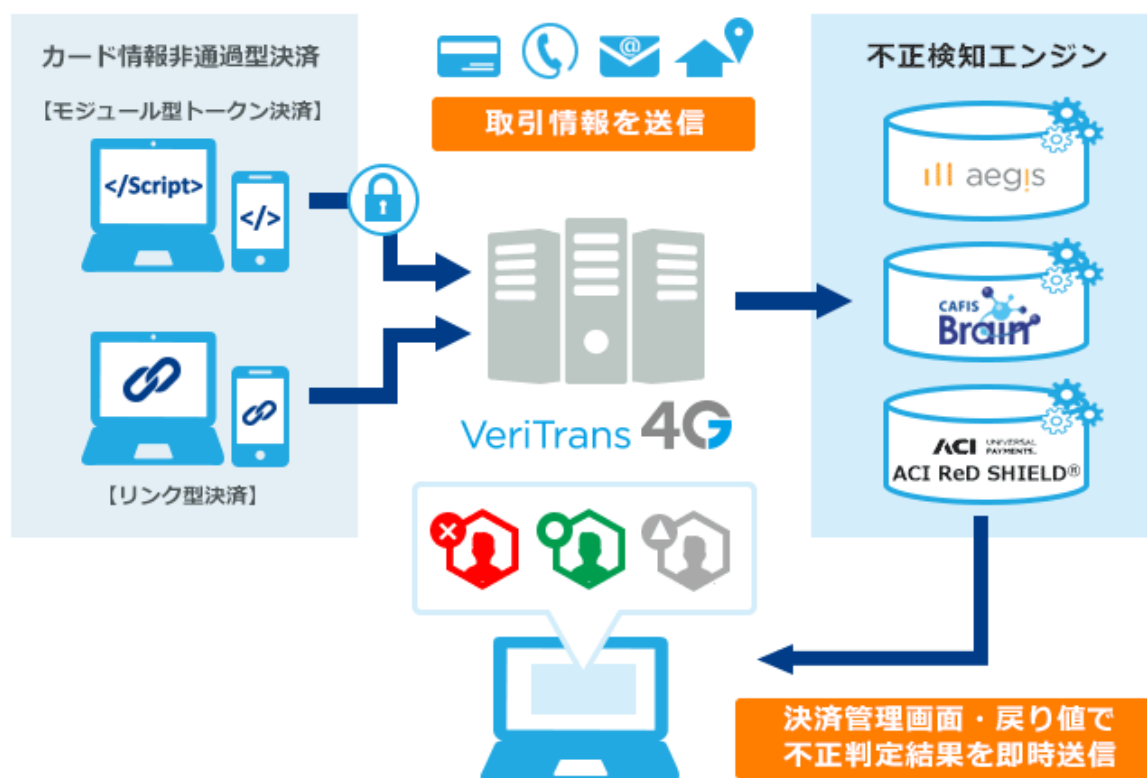 カード情報非通過型決済
【モジュール型トークン決済】
</Script>
</>
【リンク型決済】
@
取引情報を送信
VeriTrans 4G
不正検知エンジン
aegis
CAFIS
Brain
ACI UNIVERSAL
PAYMENTS.
ACI ReD SHIELD®
決済管理画面・戻り値で
不正判定結果を即時送信